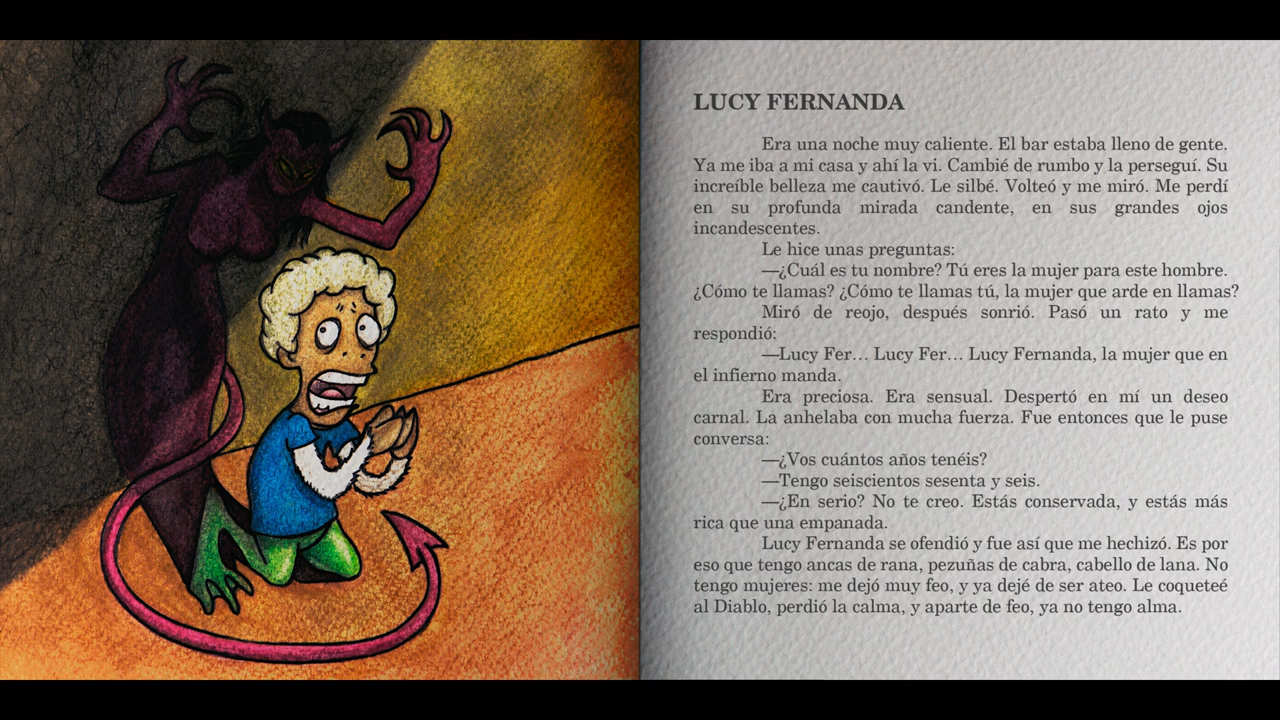 LUCY FERNANDA
Era una noche muy caliente. El bar estaba lleno de gente.
Ya me iba a mi casa y ahí la vi. Cambié de rumbo y la perseguí. Su
increíble belleza me cautivó. Le silbé. Volteó y me miró. Me perdí
en su profunda mirada candente, en sus grandes ojos
incandescentes.
Le hice unas preguntas:
—¿Cuál es tu nombre? Tú eres la mujer para este hombre.
¿Cómo te llamas? ¿Cómo te llamas tú, la mujer que arde en llamas?
Miró de reojo, después sonrió. Pasó un rato y me
respondió:
—Lucy Fer… Lucy Fer… Lucy Fernanda, la mujer que en
el infierno manda.
Era preciosa. Era sensual. Despertó en mí un deseo
carnal. La anhelaba con mucha fuerza. Fue entonces que le puse
conversa:
—¿Vos cuántos años tenéis?
—Tengo seiscientos sesenta y seis.
—¿En serio? No te creo. Estás conservada, y estás más
rica que una empanada.
Lucy Fernanda se ofendió y fue así que me hechizó. Es por
eso que tengo ancas de rana, pezuñas de cabra, cabello de lana. No
tengo mujeres: me dejó muy feo, y ya dejé de ser ateo. Le coqueteé
al Diablo, perdió la calma, y aparte de feo, ya no tengo alma.